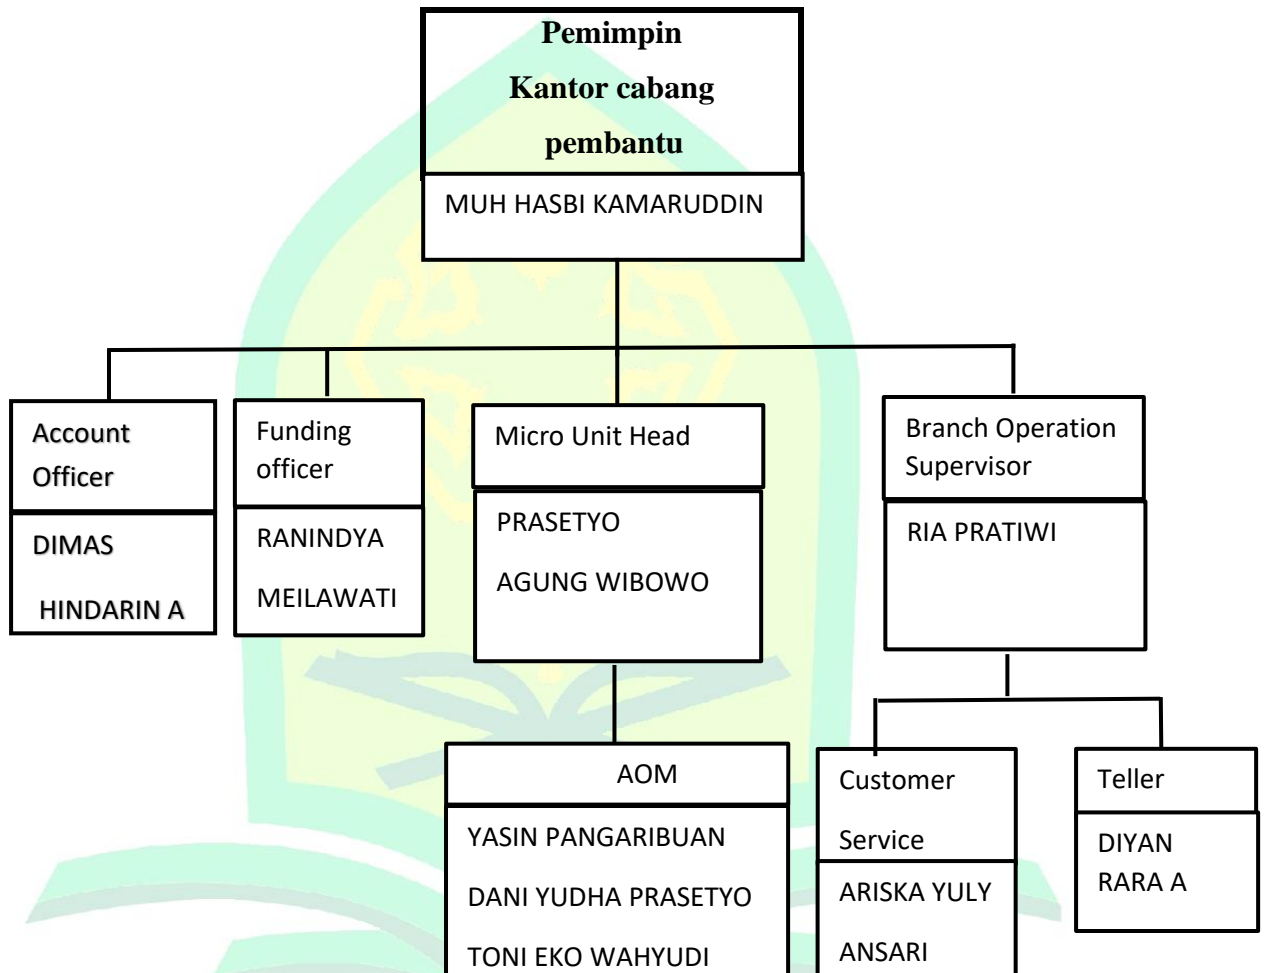 Pemimpin
Kantor cabang
pembantu
MUH HASBI KAMARUDDIN
Account
Officer
DIMAS
HINDARIN A
Funding
officer
RANINDYA
MEILAWATI
Micro Unit Head
PRASETYO
AGUNG WIBOWO
Branch Operation
Supervisor
RIA PRATIWI
AOM
YASIN PANGARIBUAN
DANI YUDHA PRASETYO
TONI EKO WAHYUDI
Customer
Service
ARISKA YULY
ANSARI
Teller
DIYAN
RARA A